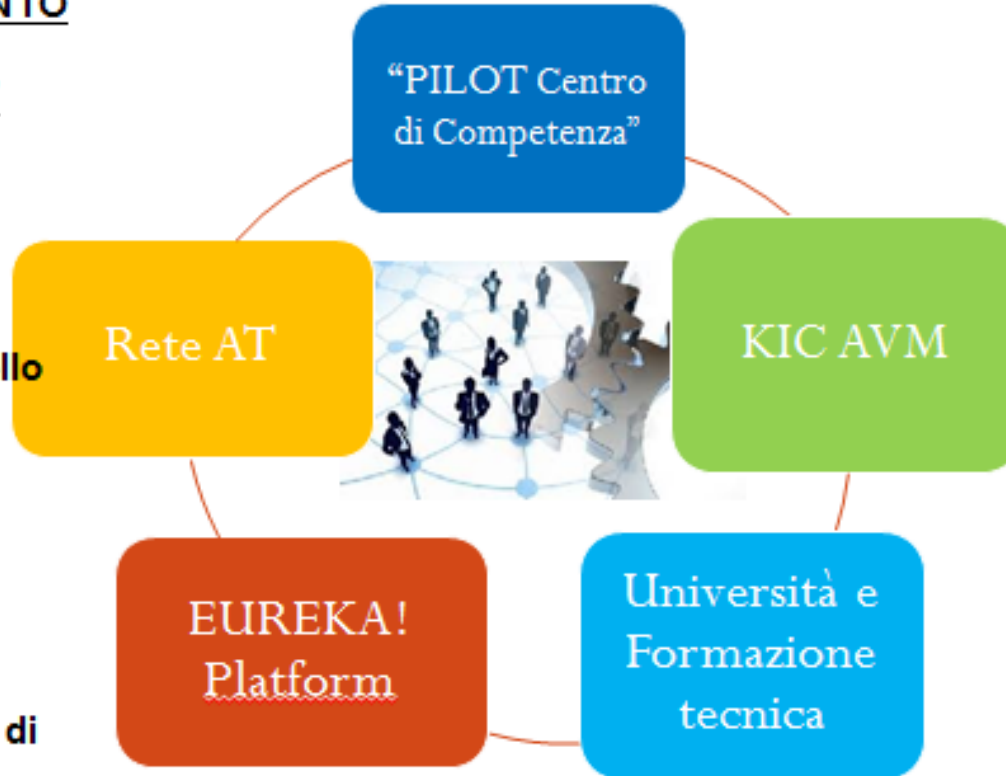 NTO
“PILOT Centro
di Competenza”
Rete AT
KIC AVM
llo
EUREKA!
Platform
Università e
Formazione
tecnica
di